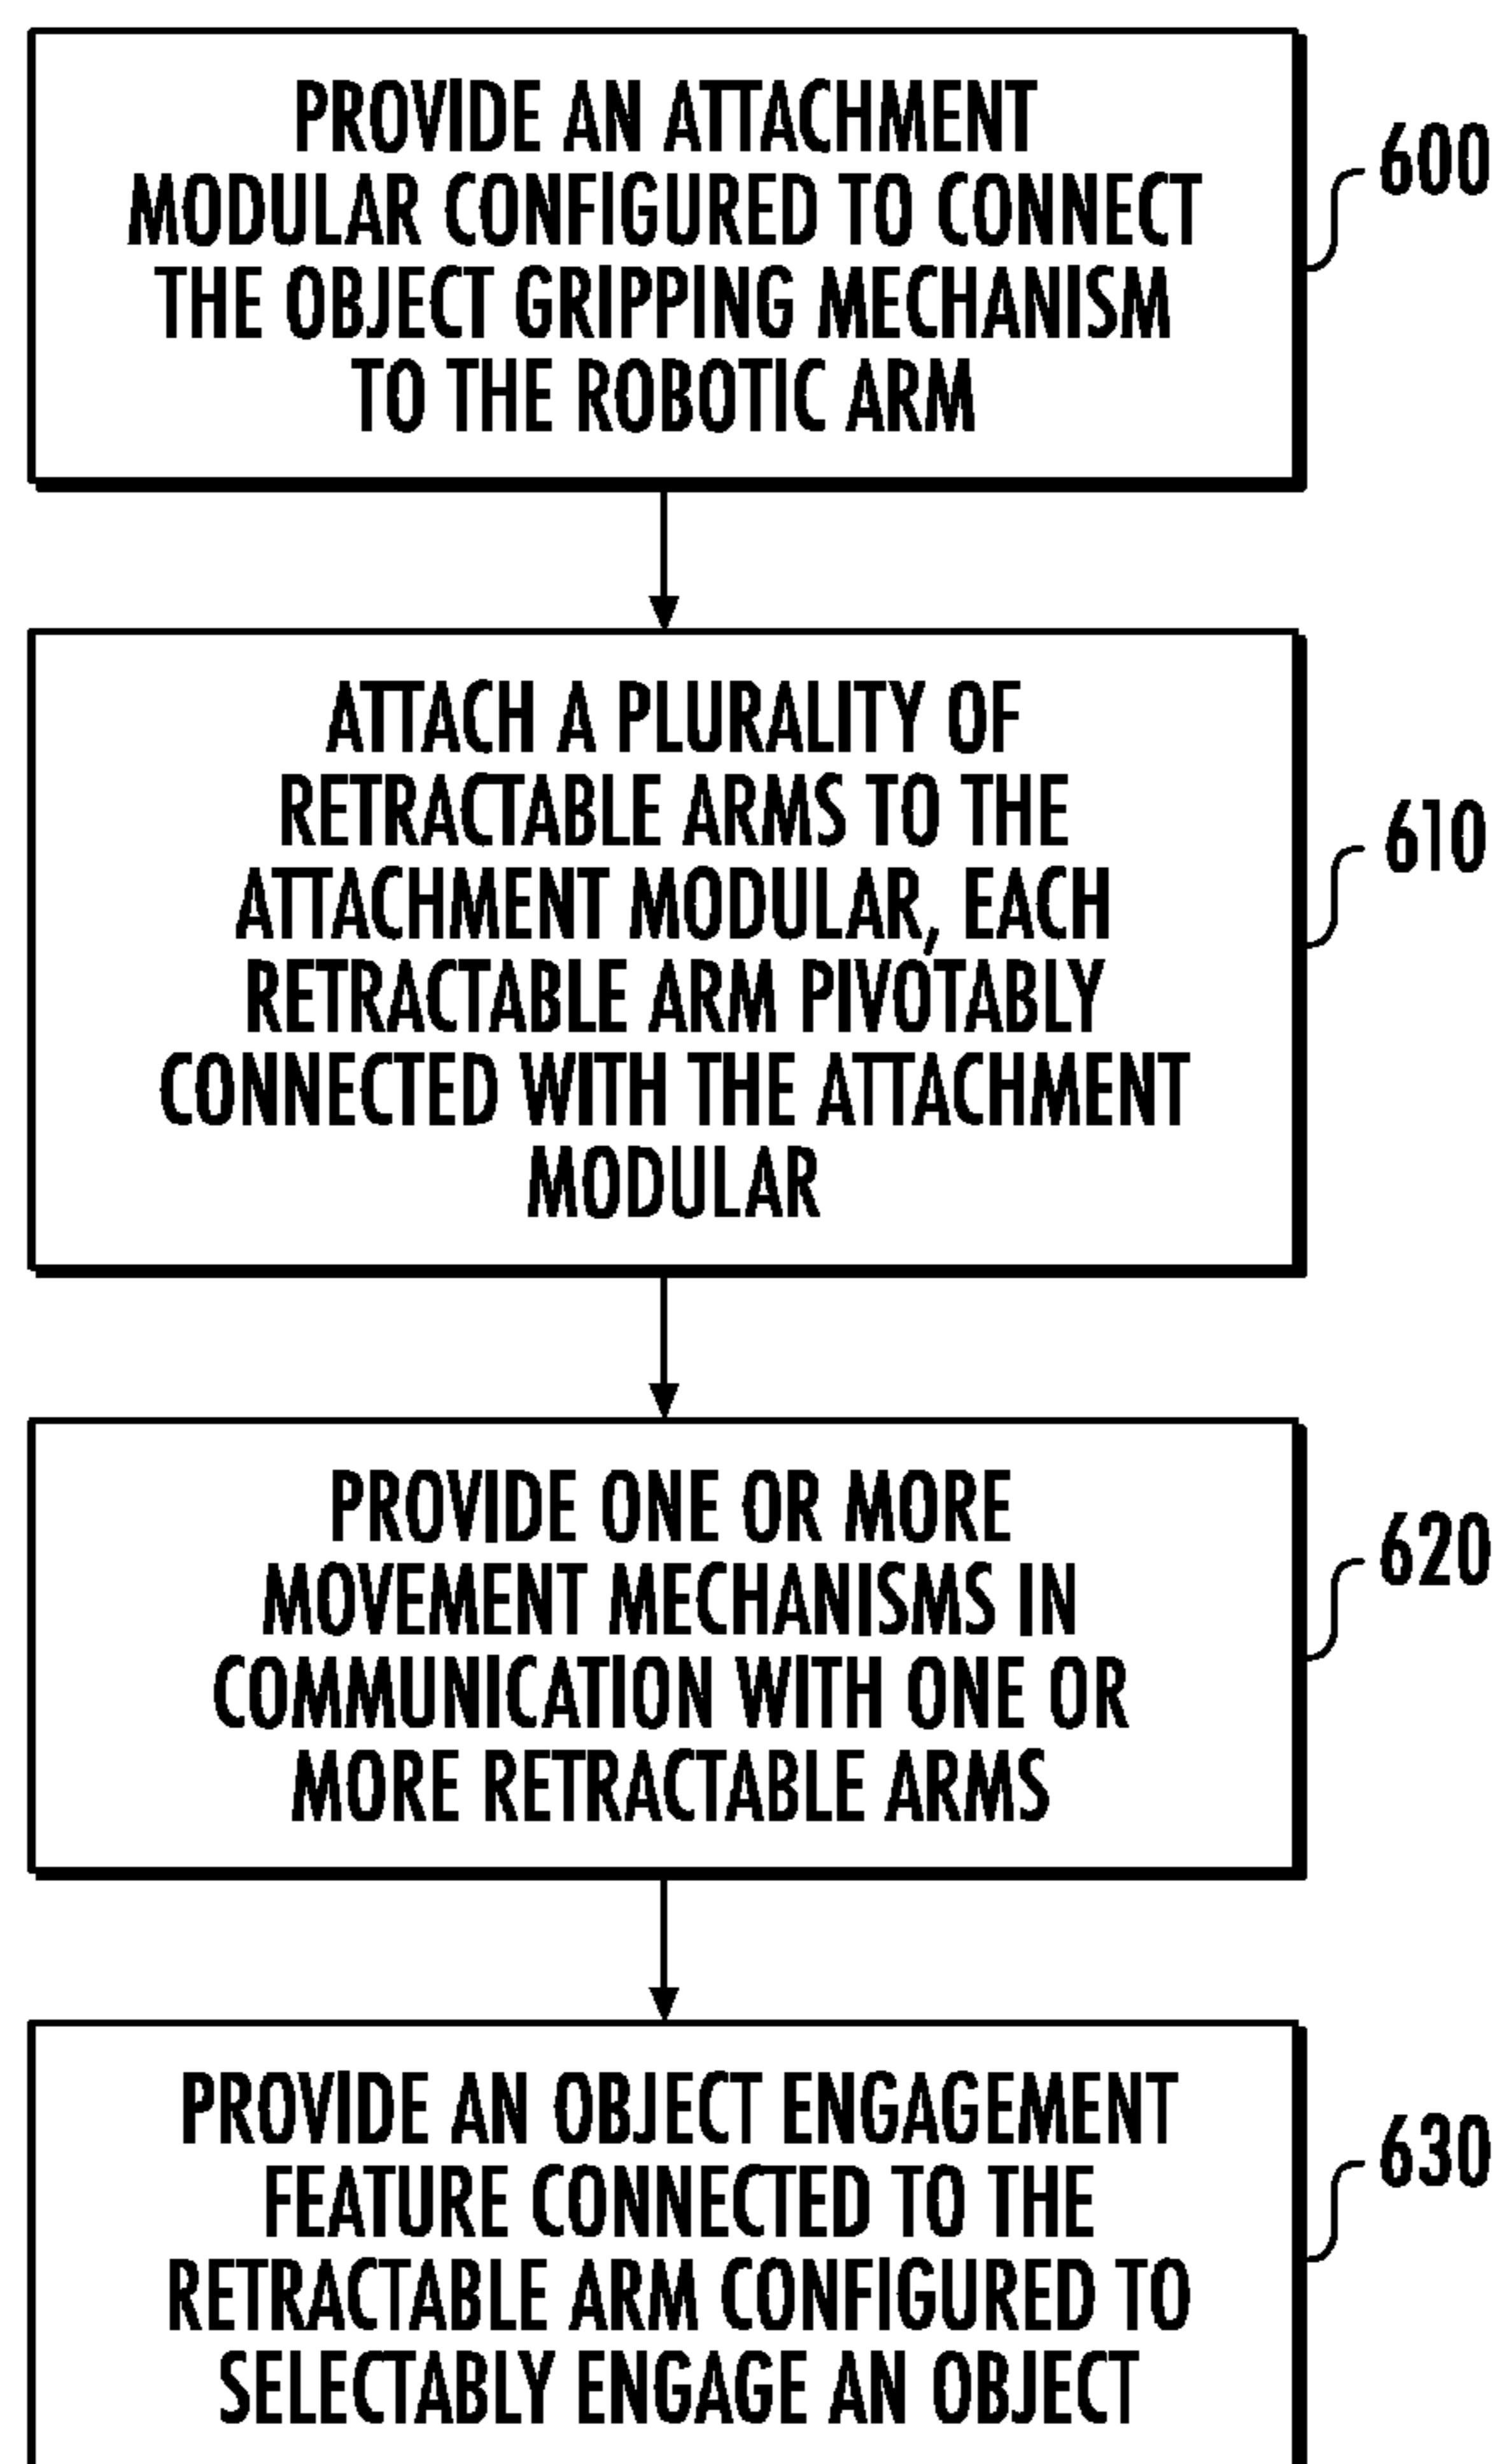 PROVIDE AN ATTACHMENT
MODULAR CONFIGURED TO CONNECT
THE OBJECT GRIPPING MECHANISM
TO THE ROBOTIC ARM
600
ATTACH A PLURALITY OF
RETRACTABLE ARMS TO THE
ATTACHMENT MODULAR, EACH
RETRACTABLE ARM PIVOTABLY
CONNECTED WITH THE ATTACHMENT
MODULAR
610
PROVIDE ONE OR MORE
MOVEMENT MECHANISMS IN
COMMUNICATION WITH ONE OR
MORE RETRACTABLE ARMS
620
PROVIDE AN OBJECT ENGAGEMENT
FEATURE CONNECTED TO THE
RETRACTABLE ARM CONFIGURED TO
SELECTABLY ENGAGE AN OBJECT
630